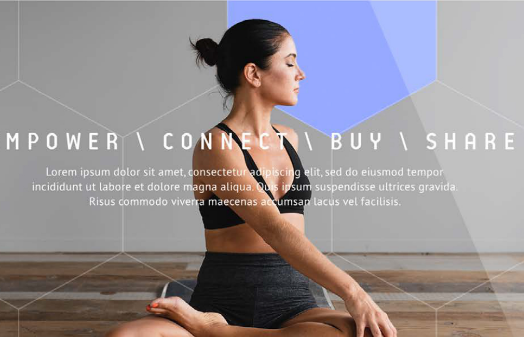 MPOWER \ CONNECT \ BUY \ SHARE
Lorem ipsum dolor sit amet, consectetur adipiscing elit, sed do eiusmod tempor
incididunt ut labore et dolore magna aliqua. Quis ipsum suspendisse ultrices gravida.
Risus commodo viverra maecenas accumsan lacus vel facilisis.